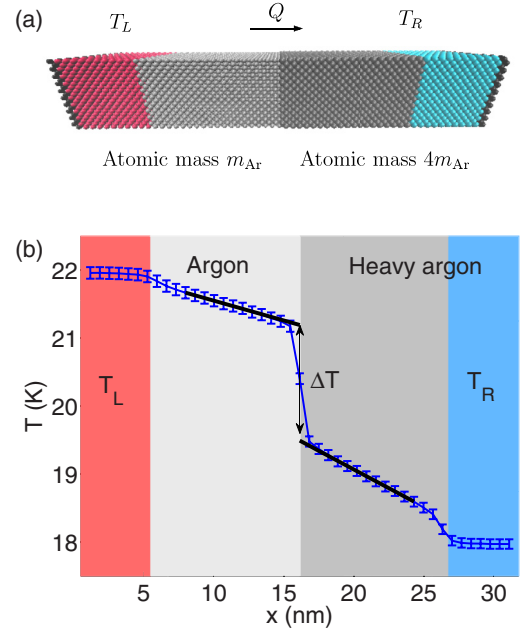 (a)
T_L Q T_R
Atomic mass m_Ar Atomic mass 4m_Ar
(b)
Argon Heavy argon
T_L ΔT T_R
T (K)
22
21
20
19
18
5 10 15 20 25 30
x (nm)